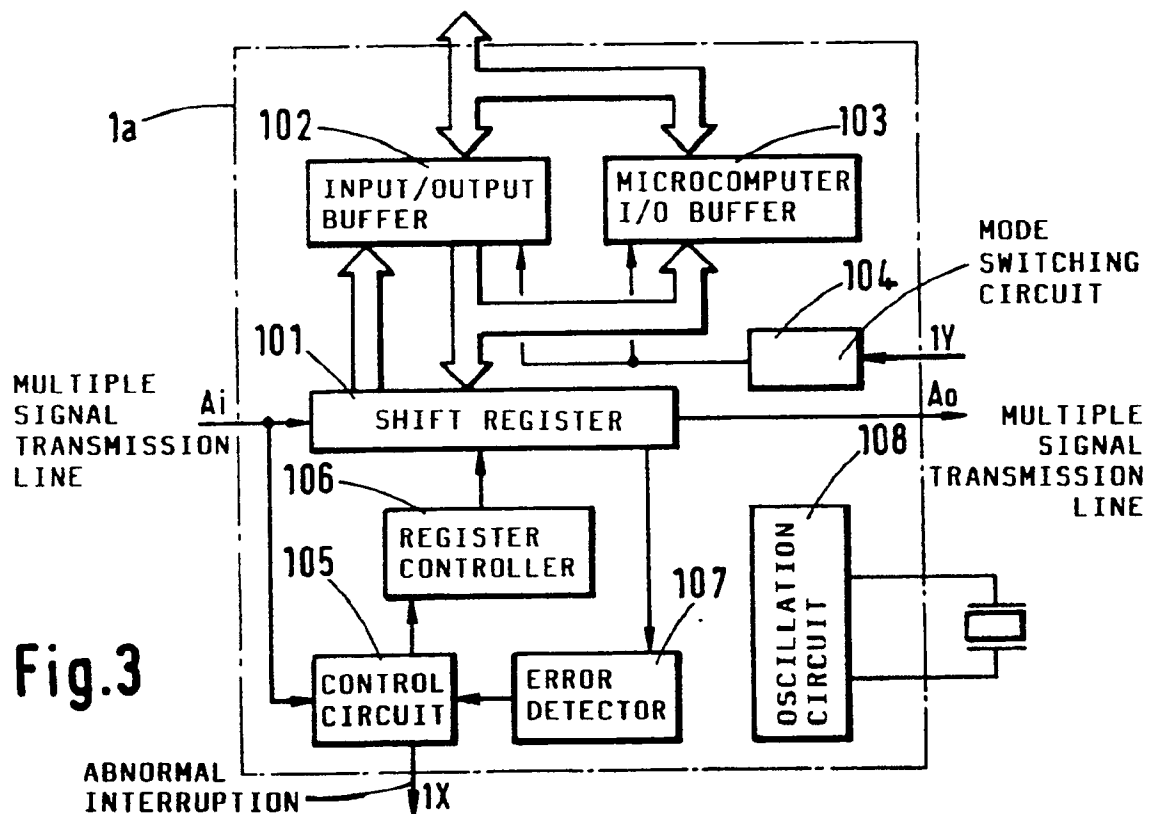 1a
102
103
INPUT/OUTPUT
BUFFER
MICROCOMPUTER
I/O BUFFER
MODE
SWITCHING
CIRCUIT
104
1Y
101
MULTIPLE
SIGNAL
TRANSMISSION
LINE
Ai
SHIFT REGISTER
Ao
MULTIPLE
SIGNAL
TRANSMISSION
LINE
108
106
REGISTER
CONTROLLER
OSCILLATION
CIRCUIT
105
107
Fig.3
CONTROL
CIRCUIT
ERROR
DETECTOR
ABNORMAL
INTERRUPTION
1X